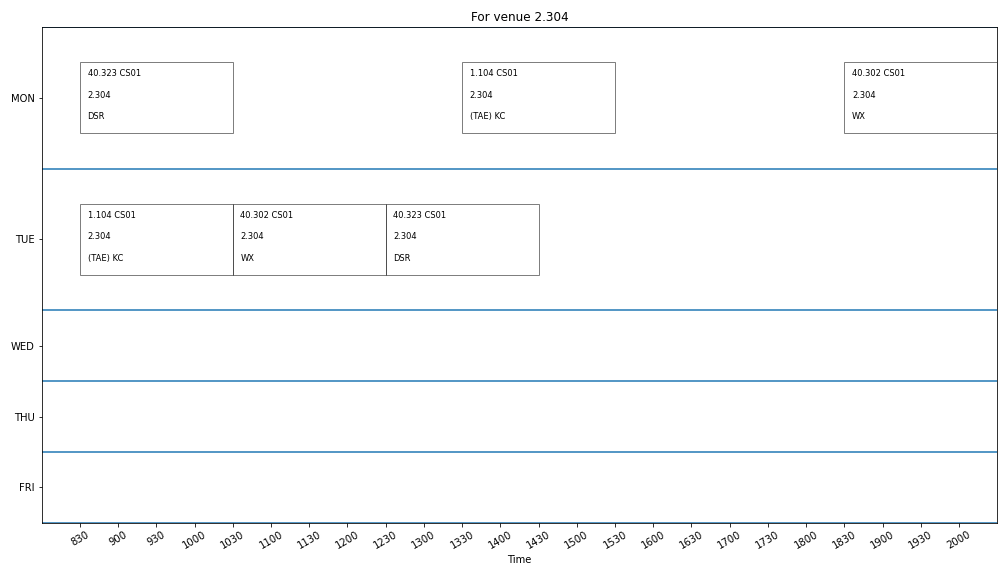 For venue 2.304
MON
40.323 CS01
2.304
DSR
1.104 CS01
2.304
(TAE) KC
40.302 CS01
2.304
WX
TUE
1.104 CS01
2.304
(TAE) KC
40.302 CS01
2.304
WX
40.323 CS01
2.304
DSR
WED
THU
FRI
830 900 930 1000 1030 1100 1130 1200 1230 1300 1330 1400 1430 1500 1530 1600 1630 1700 1730 1800 1830 1900 1930 2000
Time